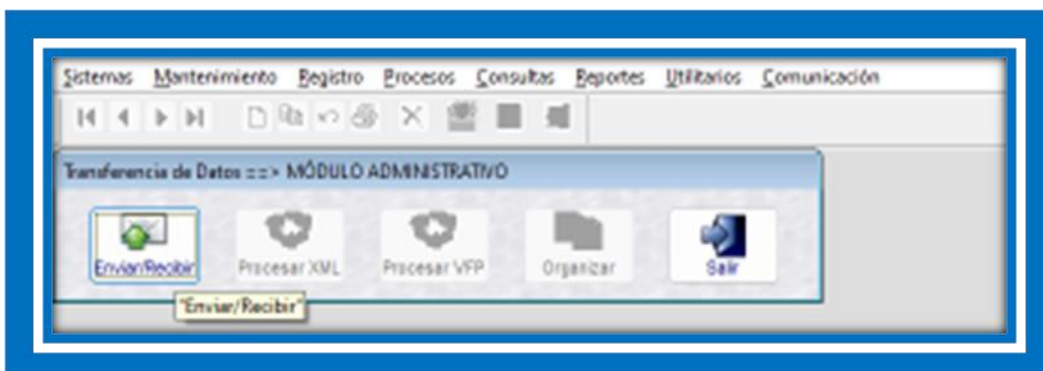 Sistemas Mantenimiento Registro Procesos Consultas Reportes Utilitarios Comunicación
Transferencia de Datos ::=> MÓDULO ADMINISTRATIVO
Enviar/Recibir Procesar XML Procesar VFP Organizar Salir
"Enviar/Recibir"